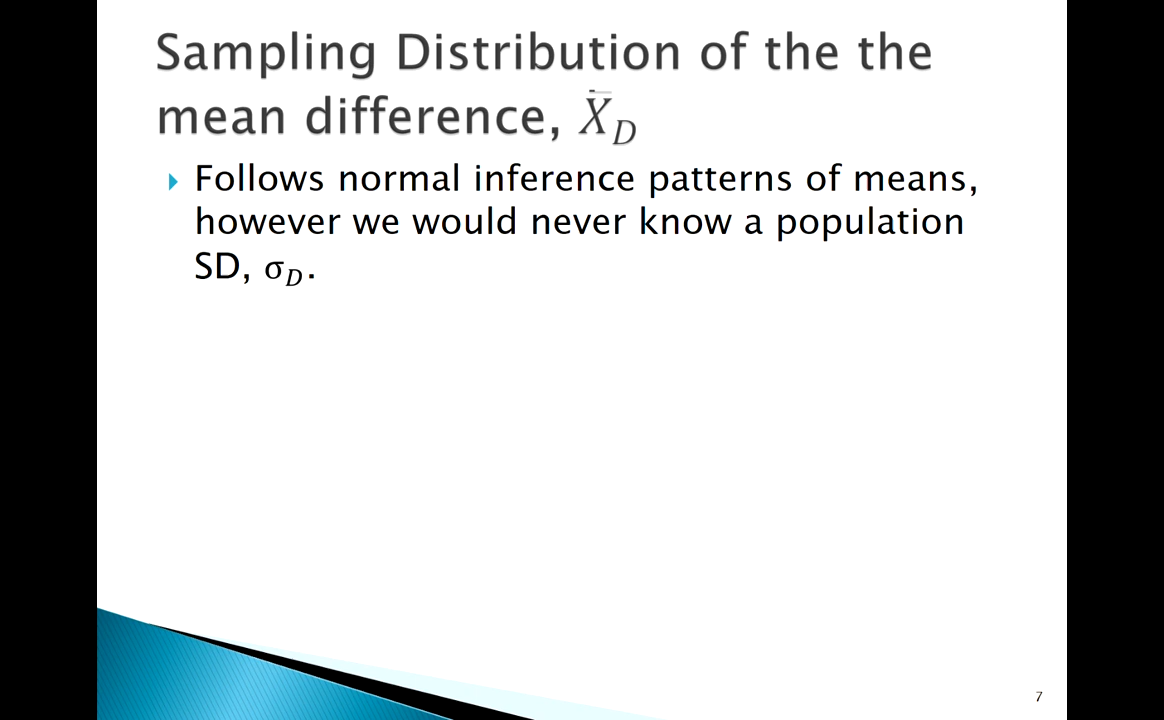 Sampling Distribution of the the
mean difference, X̄_D
Follows normal inference patterns of means,
however we would never know a population
SD, σ_D.
7